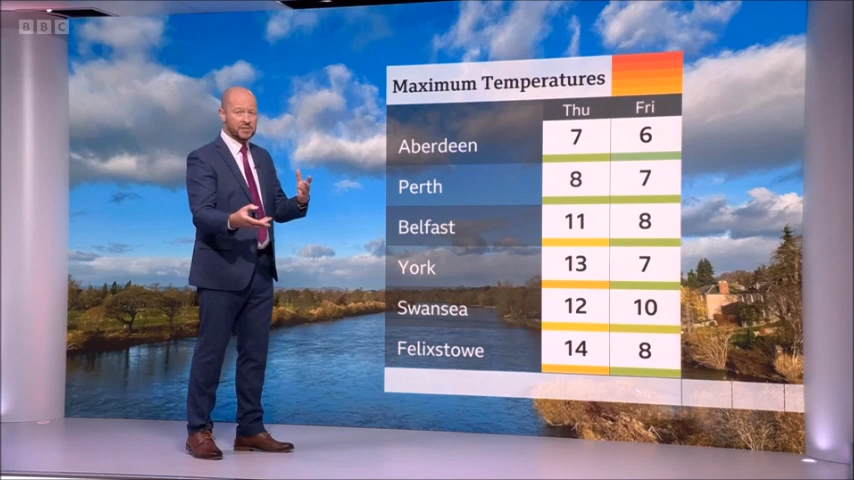 BBC
Maximum Temperatures
Thu Fri
Aberdeen 7 6
Perth 8 7
Belfast 11 8
York 13 7
Swansea 12 10
Felixstowe 14 8